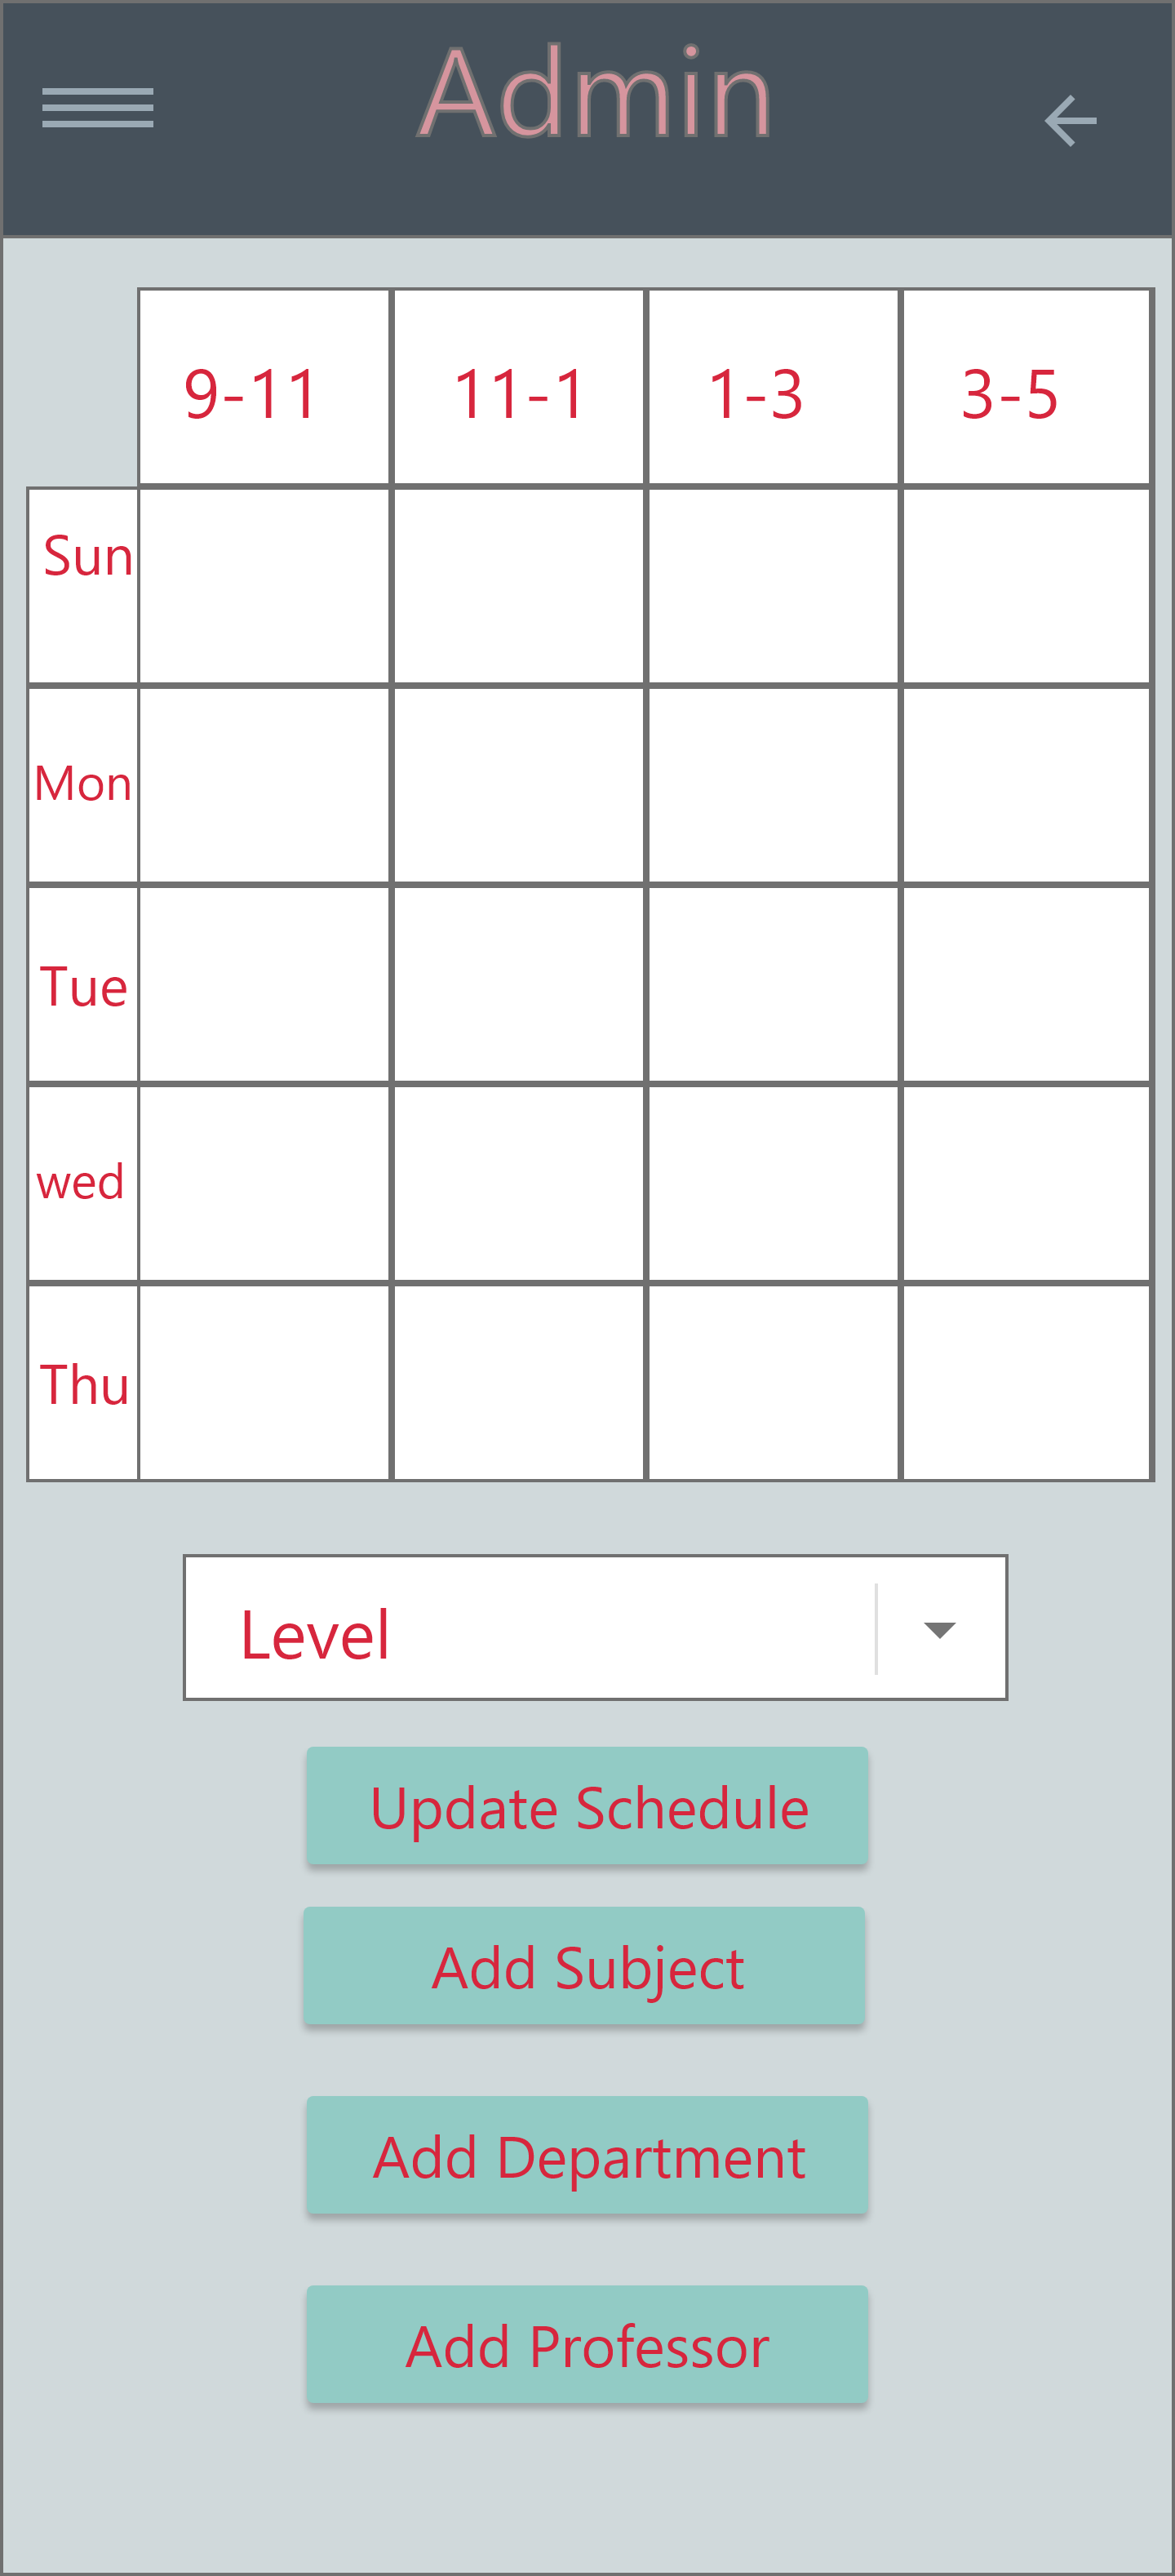 Admin
9-11 11-1 1-3 3-5
Sun
Mon
Tue
wed
Thu
Level
Update Schedule
Add Subject
Add Department
Add Professor